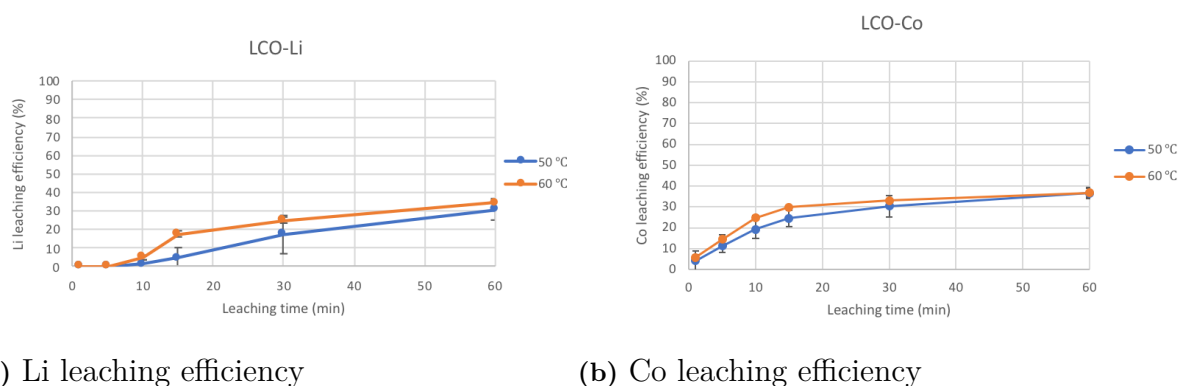 LCO-Li
Li leaching efficiency (%)
100
90
80
70
60
50
40
30
20
10
0
0 10 20 30 40 50 60
Leaching time (min)
50 °C
60 °C
LCO-Co
Co leaching efficiency (%)
100
90
80
70
60
50
40
30
20
10
0
0 10 20 30 40 50 60
Leaching time (min)
50 °C
60 °C
) Li leaching efficiency
(b) Co leaching efficiency